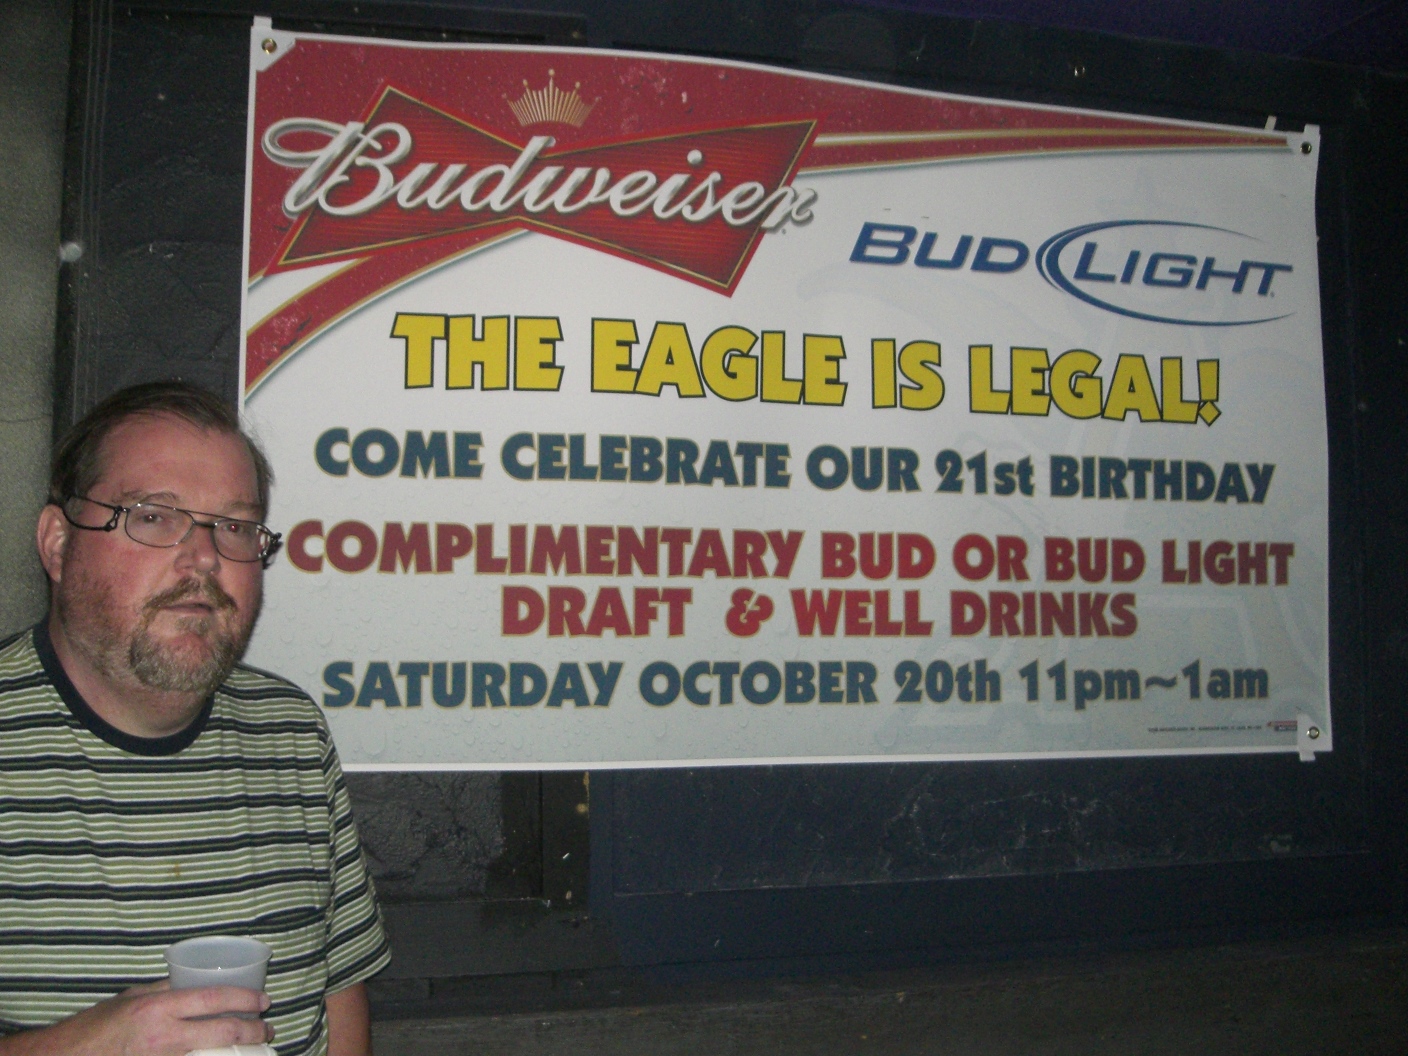 Budweiser
BUD LIGHT
THE EAGLE IS LEGAL!
COME CELEBRATE OUR 21st BIRTHDAY
COMPLIMENTARY BUD OR BUD LIGHT
DRAFT & WELL DRINKS
SATURDAY OCTOBER 20th 11pm~1am